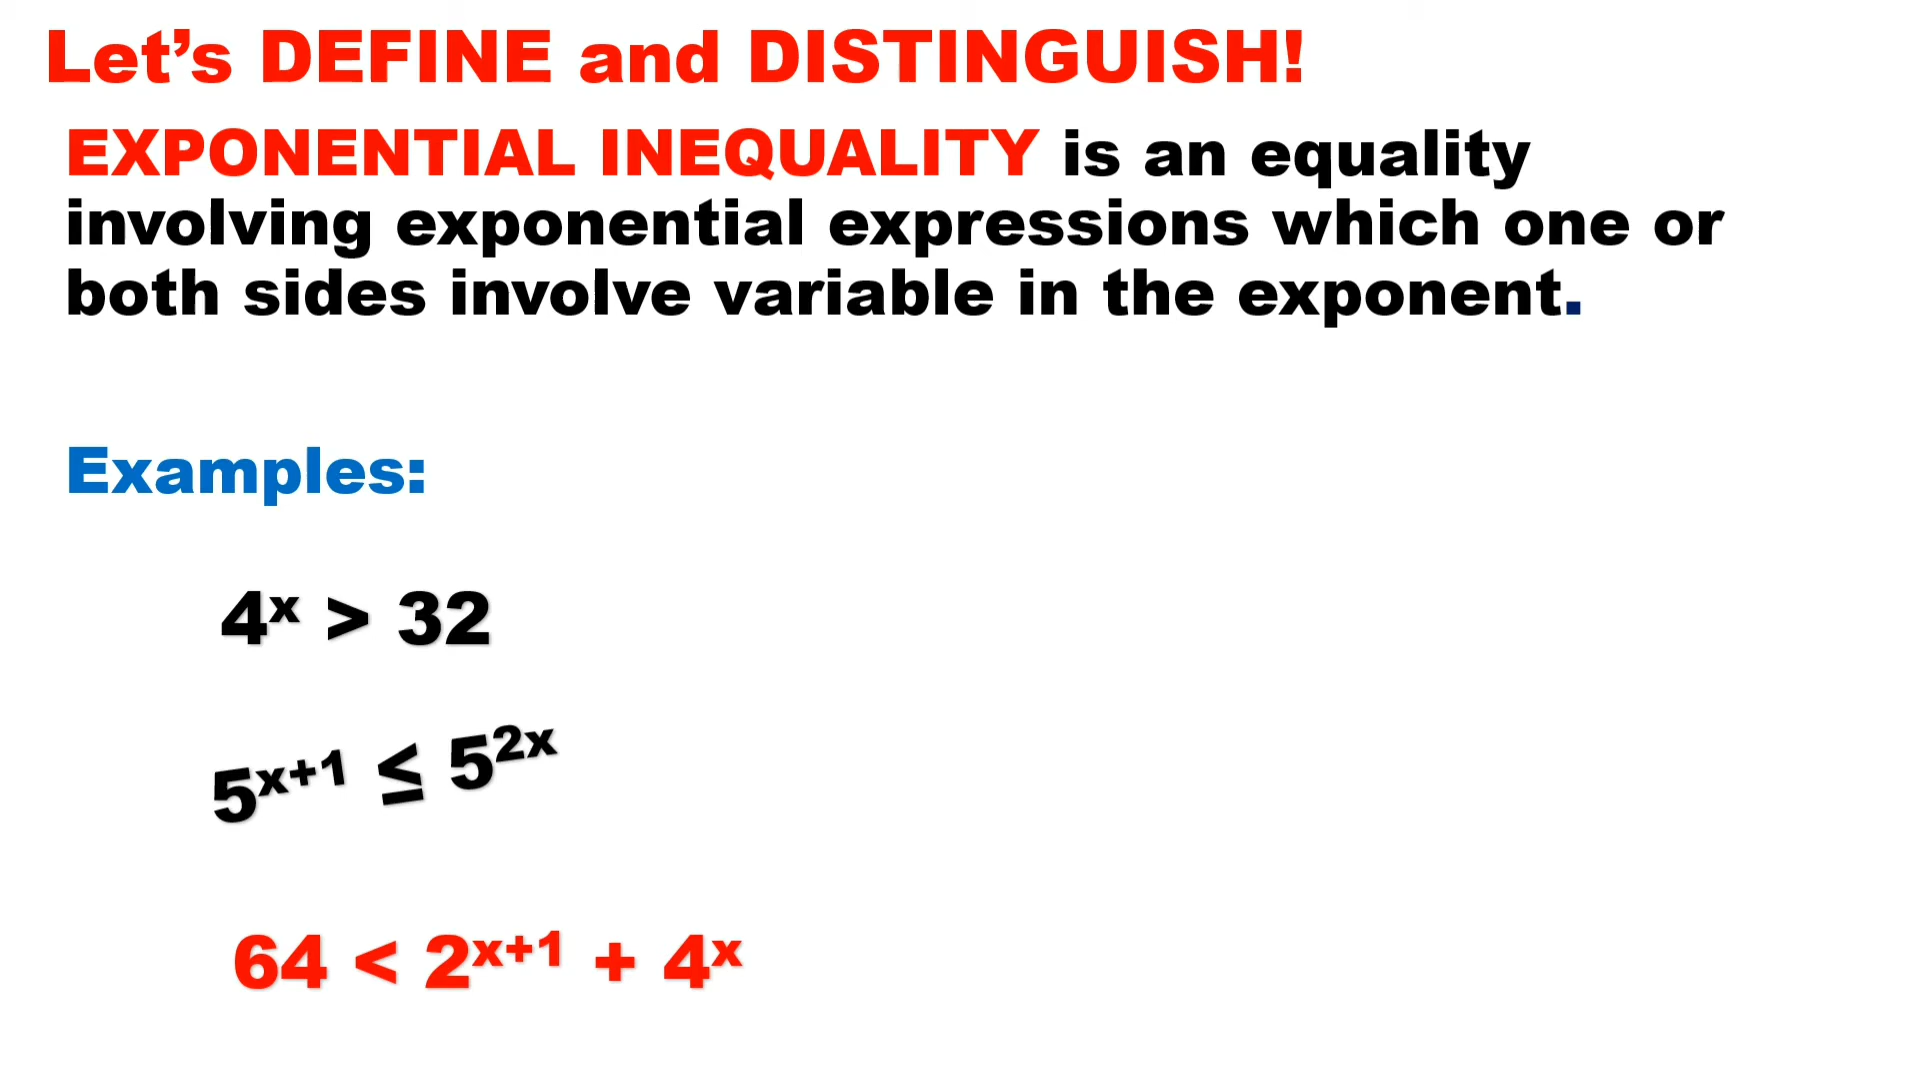 Let’s DEFINE and DISTINGUISH!
EXPONENTIAL INEQUALITY is an equality
involving exponential expressions which one or
both sides involve variable in the exponent.
Examples:
4ˣ > 32
5ˣ⁺¹ ≤ 5²ˣ
64 < 2ˣ⁺¹ + 4ˣ